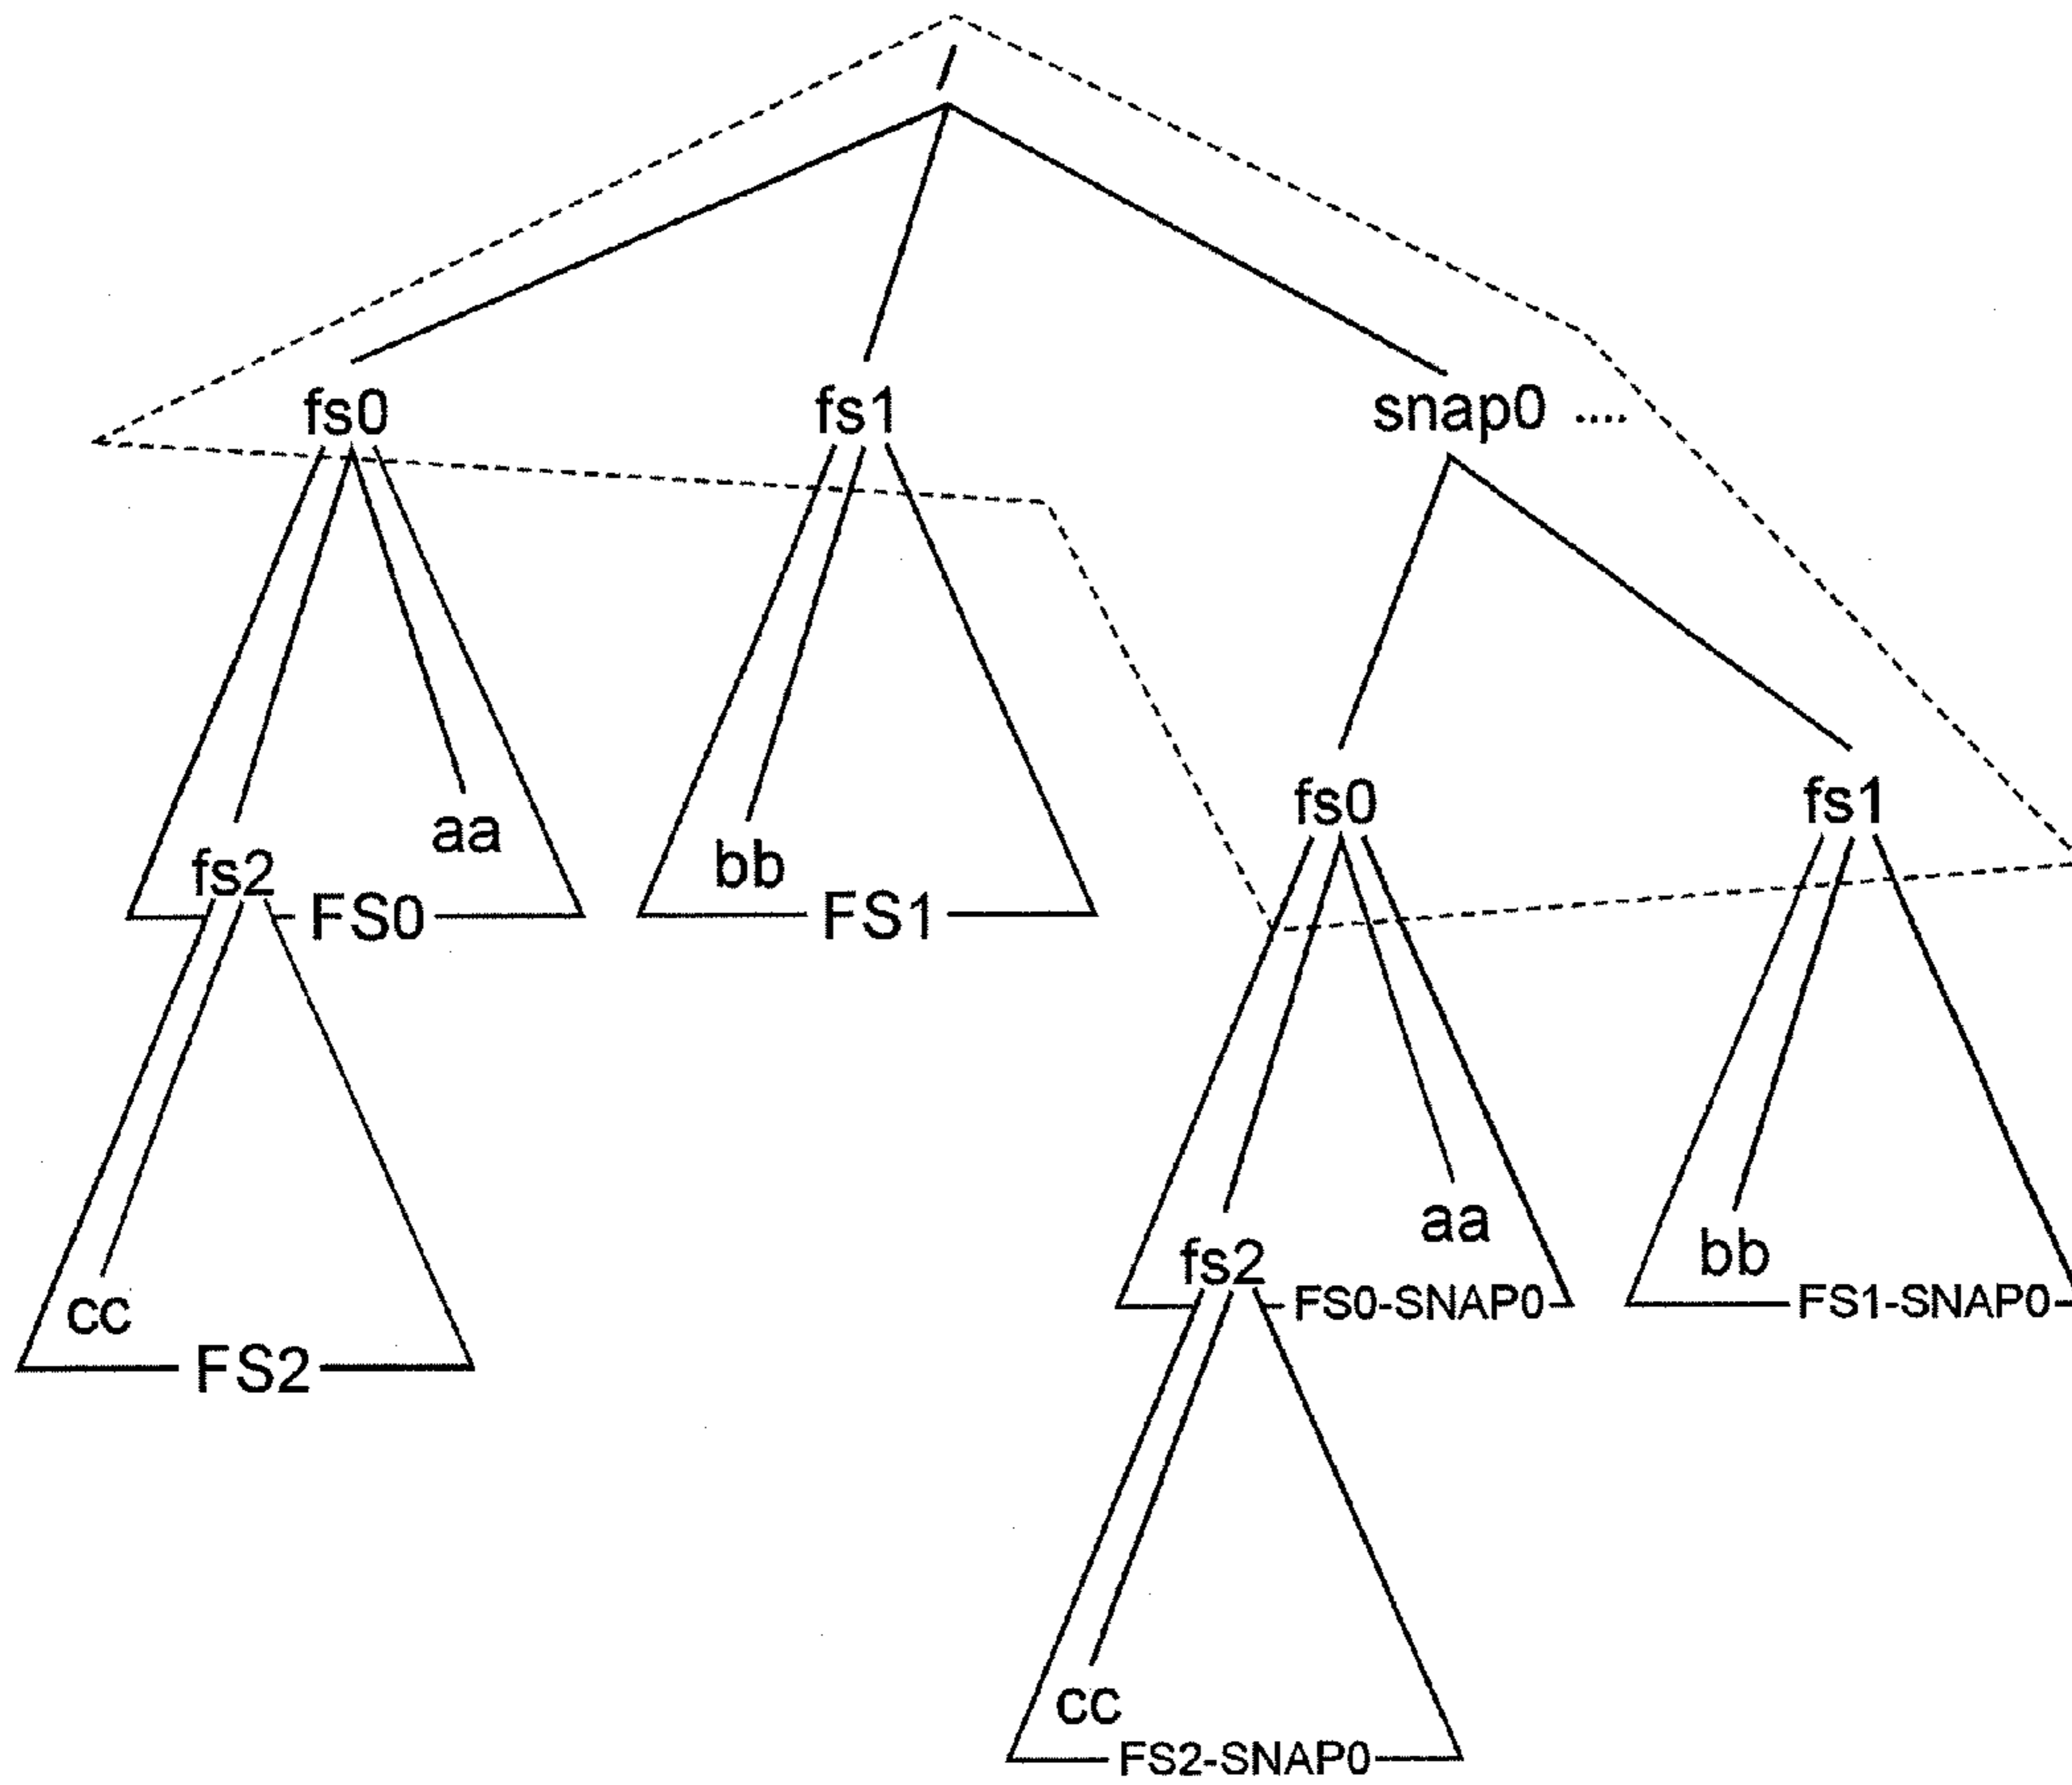 /
fs0 fs1 snap0 ....
fs0 fs1
aa
bb
fs2
FS0 FS1
aa
bb
fs2
FS0-SNAP0 FS1-SNAP0
cc
FS2
cc
FS2-SNAP0